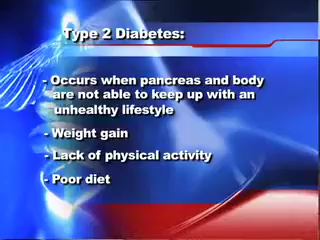 Type 2 Diabetes:
- Occurs when pancreas and body
are not able to keep up with an
unhealthy lifestyle
- Weight gain
- Lack of physical activity
- Poor diet